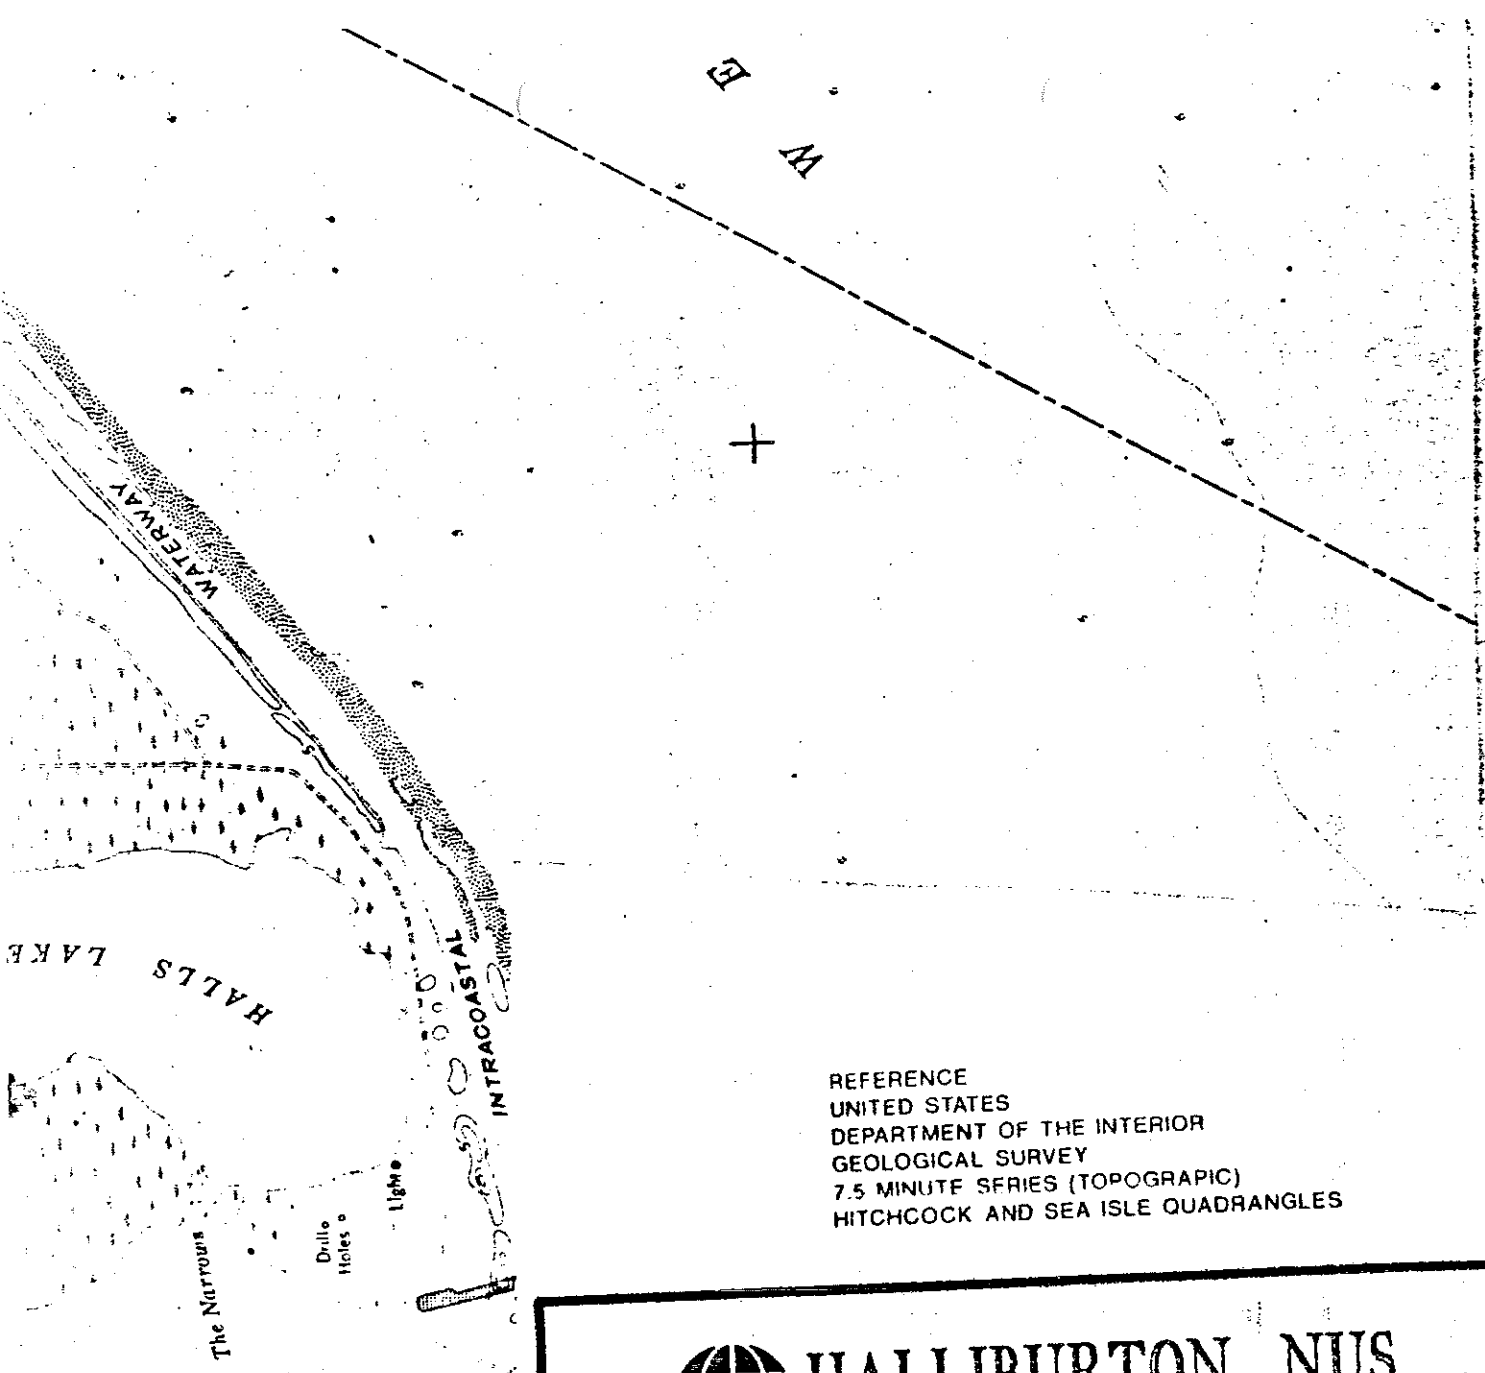 E
W
WATERWAY
HALLS LAKE
INTRACOASTAL
Light
Drill
Holes
The Narrows
REFERENCE
UNITED STATES
DEPARTMENT OF THE INTERIOR
GEOLOGICAL SURVEY
7.5 MINUTE SERIES (TOPOGRAPIC)
HITCHCOCK AND SEA ISLE QUADRANGLES
HALLIBURTON NUS